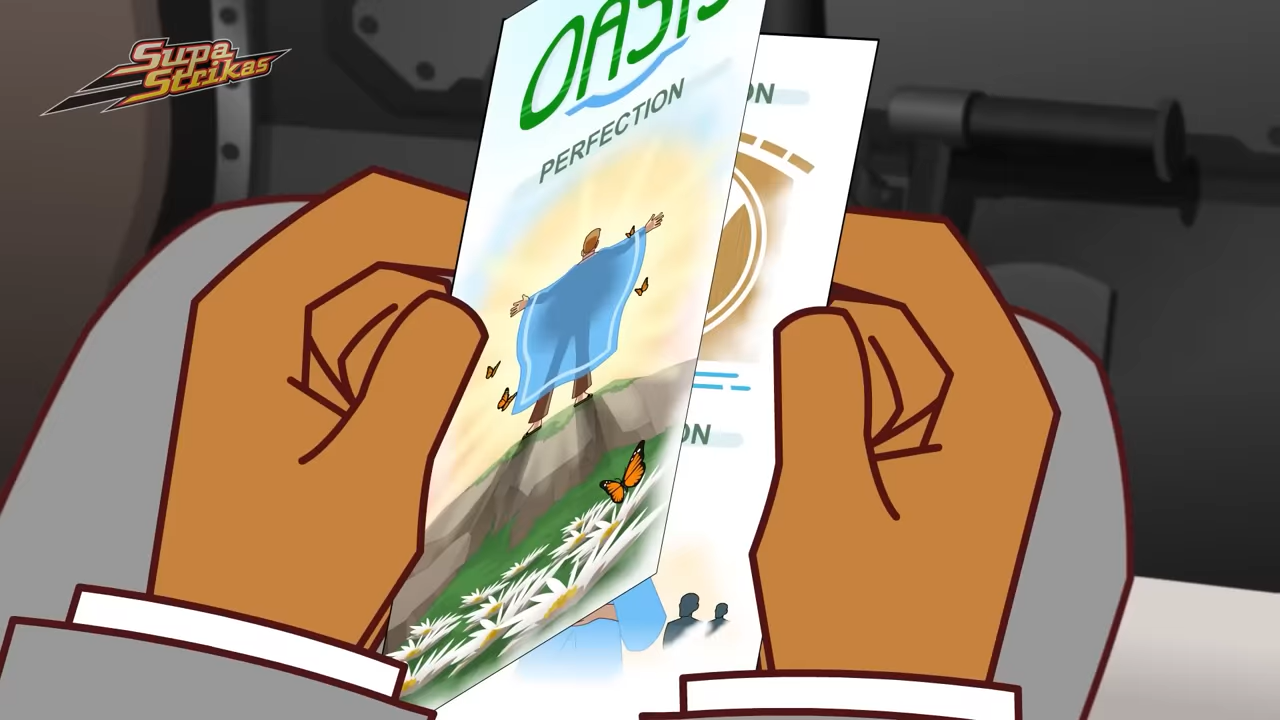 Supa
Strikas
OASIS
PERFECTION
ON
ON